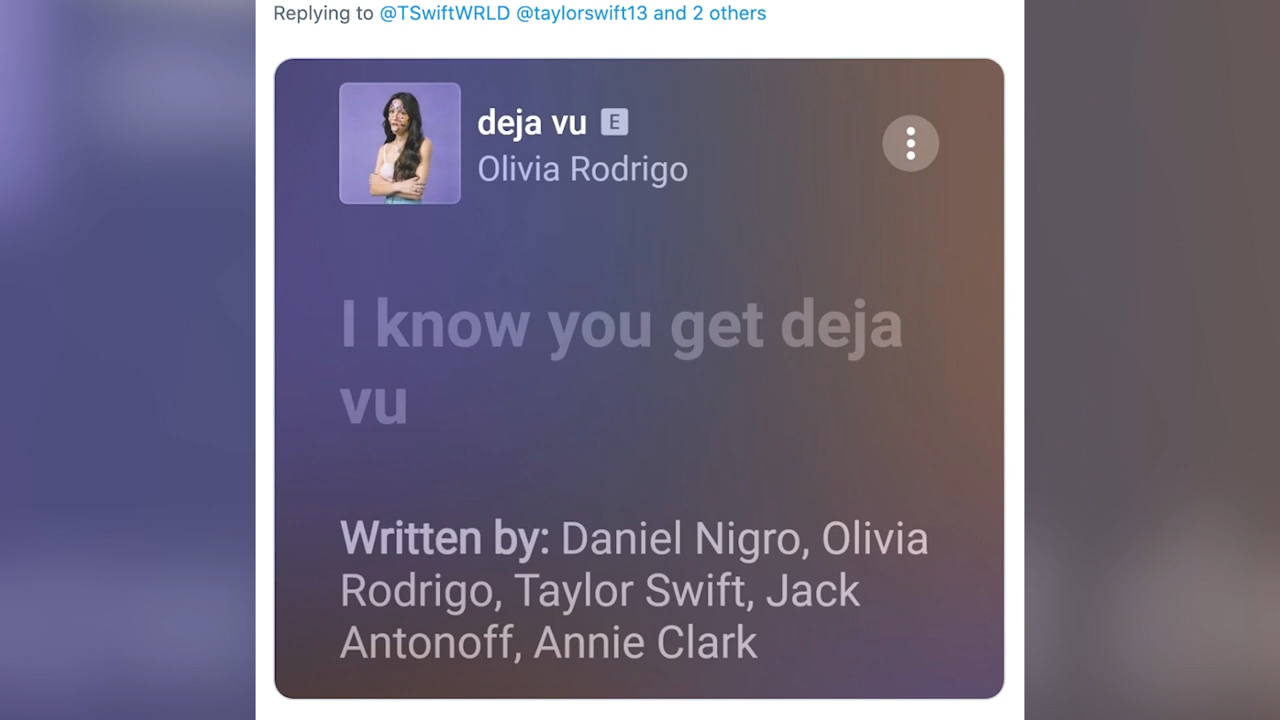 Replying to @TSwiftWRLD @taylorswift13 and 2 others
deja vu E
Olivia Rodrigo
I know you get deja
vu
Written by: Daniel Nigro, Olivia
Rodrigo, Taylor Swift, Jack
Antonoff, Annie Clark